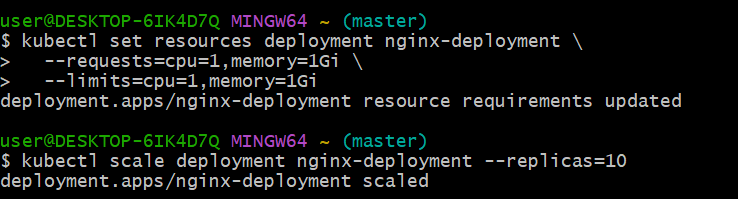 user@DESKTOP-6IK4D7Q MINGW64 ~ (master)
$ kubectl set resources deployment nginx-deployment \
>   --requests=cpu=1,memory=1Gi \
>   --limits=cpu=1,memory=1Gi
deployment.apps/nginx-deployment resource requirements updated
user@DESKTOP-6IK4D7Q MINGW64 ~ (master)
$ kubectl scale deployment nginx-deployment --replicas=10
deployment.apps/nginx-deployment scaled